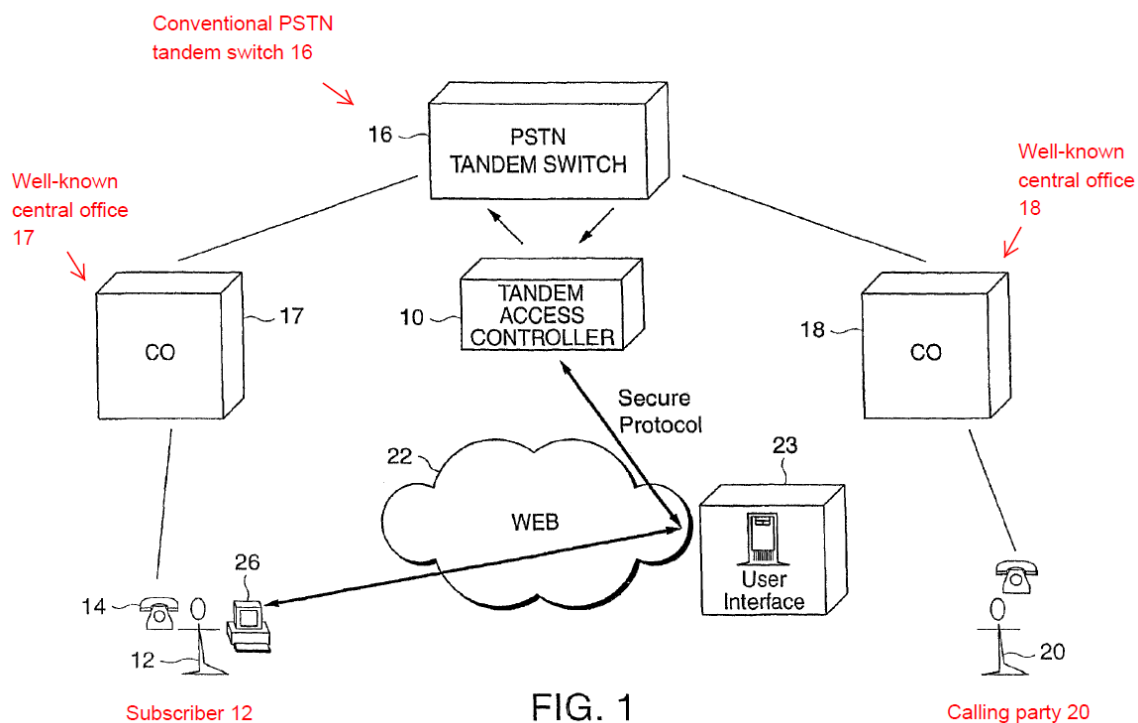 Conventional PSTN
tandem switch 16
16
PSTN
TANDEM SWITCH
Well-known
central office
17
Well-known
central office
18
17
CO
10
TANDEM
ACCESS
CONTROLLER
18
CO
Secure
Protocol
22
WEB
23
User
Interface
14
26
12
20
Subscriber 12
FIG. 1
Calling party 20